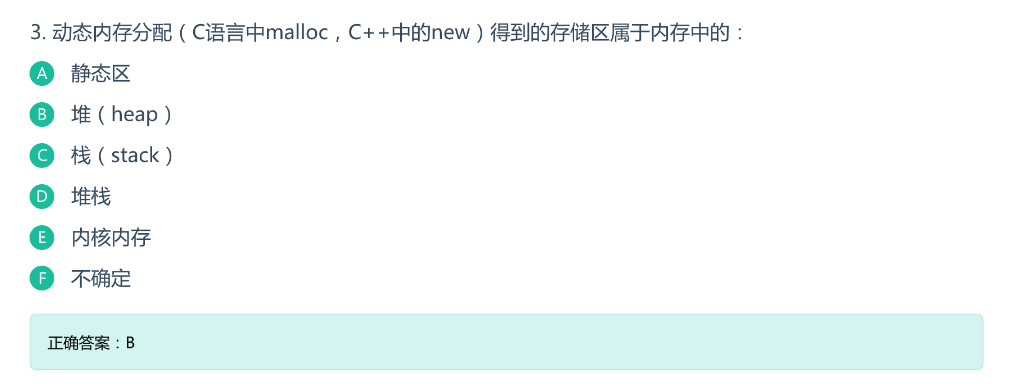 3. 动态内存分配（C语言中malloc，C++中的new）得到的存储区属于内存中的：
A 静态区
B 堆（heap）
C 栈（stack）
D 堆栈
E 内核内存
F 不确定
正确答案：B